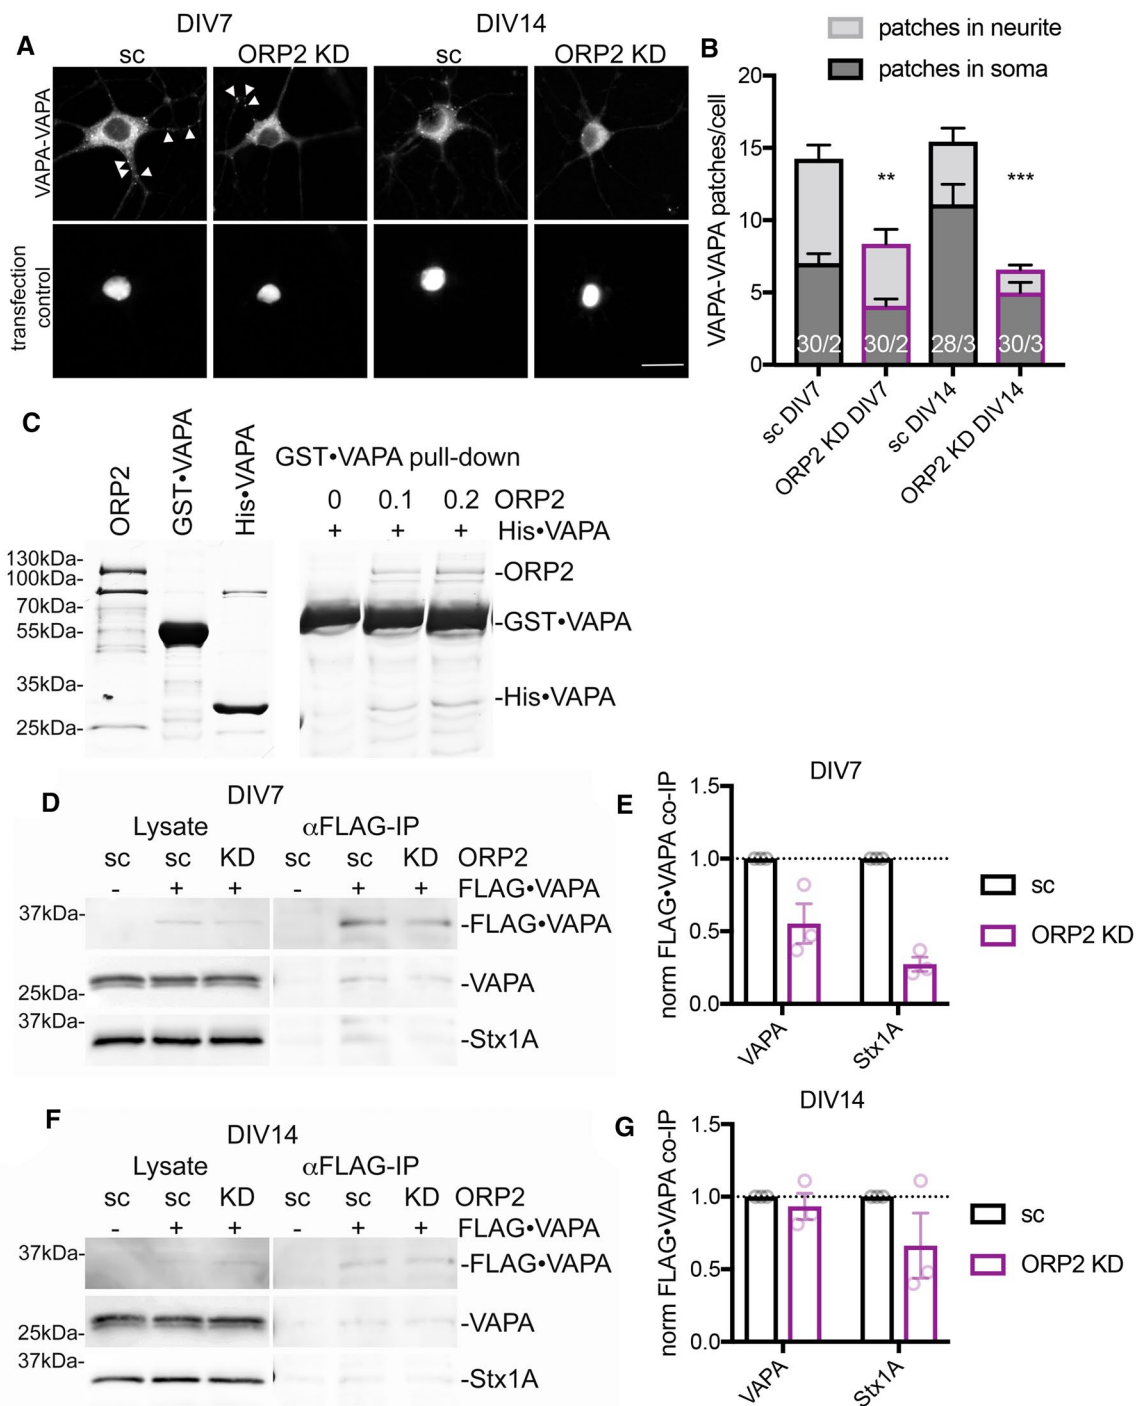 A
DIV7
DIV14
sc
ORP2 KD
sc
ORP2 KD
VAPA-VAPA
transfection
control
B
patches in neurite
patches in soma
VAPA-VAPA patches/cell
20
15
10
5
0
**
***
30/2
30/2
28/3
30/3
sc DIV7
ORP2 KD DIV7
sc DIV14
ORP2 KD DIV14
C
ORP2
GST•VAPA
His•VAPA
GST•VAPA pull-down
0 0.1 0.2 ORP2
+ + + His•VAPA
130kDa-
100kDa-
70kDa-
55kDa-
35kDa-
25kDa-
-ORP2
-GST•VAPA
-His•VAPA
D
DIV7
Lysate αFLAG-IP
sc sc KD sc sc KD ORP2
- + + - + + FLAG•VAPA
37kDa-
-FLAG•VAPA
25kDa-
-VAPA
37kDa-
-Stx1A
E
DIV7
norm FLAG•VAPA co-IP
1.5
1.0
0.5
0.0
VAPA
Stx1A
sc
ORP2 KD
F
DIV14
Lysate αFLAG-IP
sc sc KD sc sc KD ORP2
- + + - + + FLAG•VAPA
37kDa-
-FLAG•VAPA
25kDa-
-VAPA
37kDa-
-Stx1A
G
DIV14
norm FLAG•VAPA co-IP
1.5
1.0
0.5
0.0
VAPA
Stx1A
sc
ORP2 KD